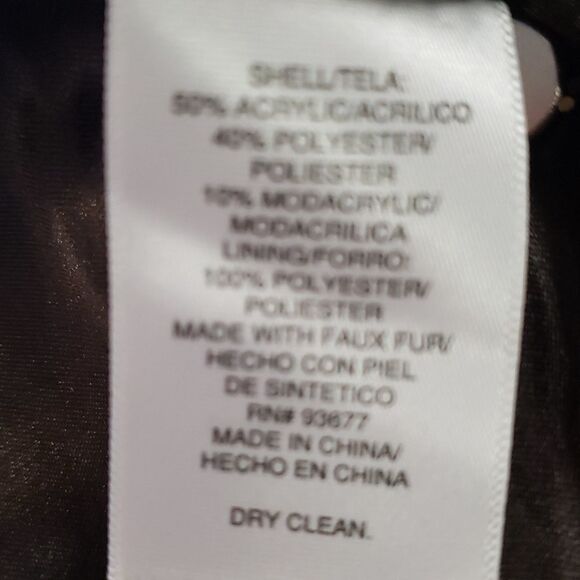 SHELL/TELA:
50% ACRYLIC/ACRILICO
40% POLYESTER/
POLIESTER
10% MODACRYLIC/
MODACRILICA
LINING/FORRO:
100% POLYESTER/
POLIESTER
MADE WITH FAUX FUR/
HECHO CON PIEL
DE SINTETICO
RN# 93677
MADE IN CHINA/
HECHO EN CHINA
DRY CLEAN.